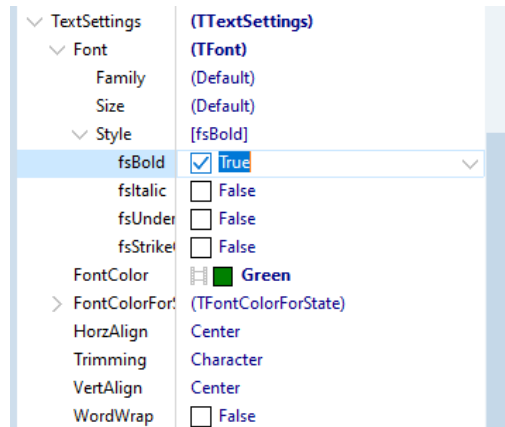 TextSettings (TTextSettings)
Font (TFont)
Family (Default)
Size (Default)
Style [fsBold]
fsBold True
fsItalic False
fsUnder False
fsStrike False
FontColor Green
FontColorFor (TFontColorForState)
HorzAlign Center
Trimming Character
VertAlign Center
WordWrap False